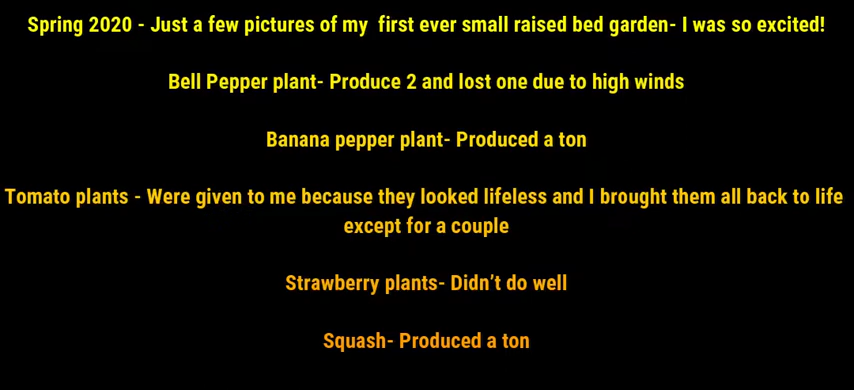 Spring 2020 - Just a few pictures of my  first ever small raised bed garden- I was so excited!
Bell Pepper plant- Produce 2 and lost one due to high winds
Banana pepper plant- Produced a ton
Tomato plants - Were given to me because they looked lifeless and I brought them all back to life
except for a couple
Strawberry plants- Didn’t do well
Squash- Produced a ton